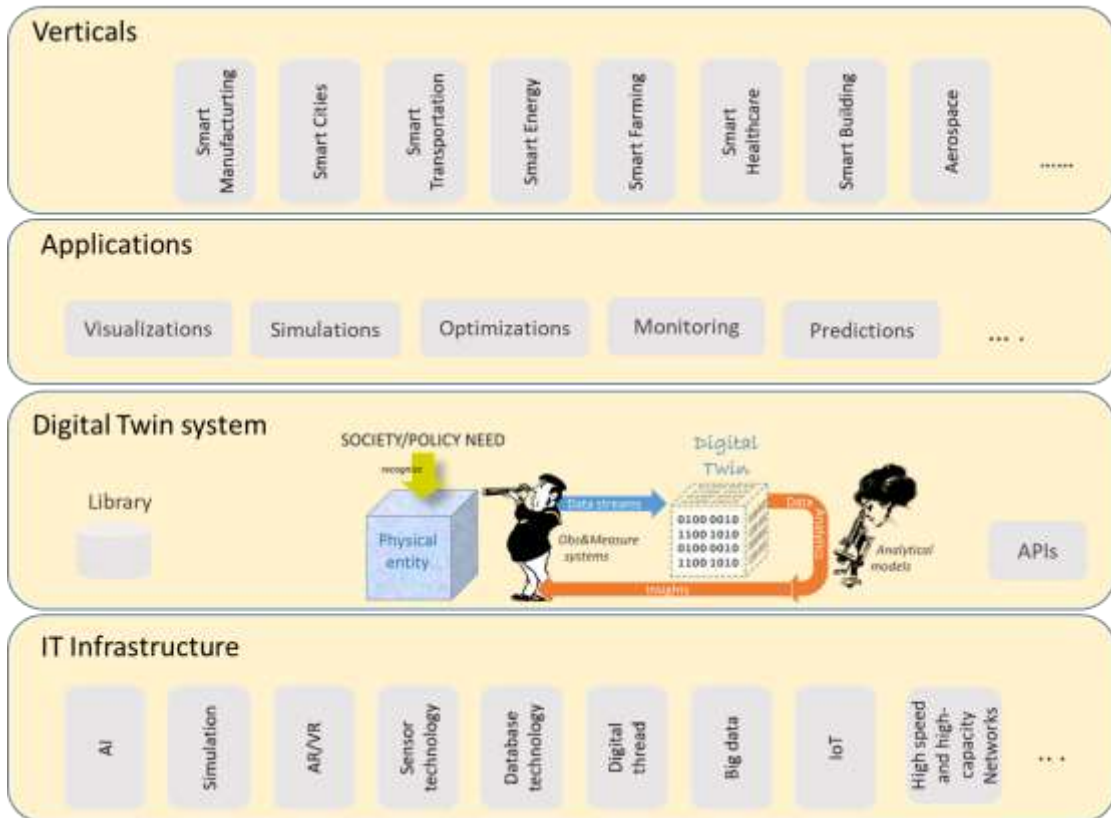 Verticals
Smart
Manufacturting
Smart Cities
Smart
Transportation
Smart Energy
Smart Farming
Smart
Healthcare
Smart Building
Aerospace
......
Applications
Visualizations
Simulations
Optimizations
Monitoring
Predictions
... .
Digital Twin system
SOCIETY/POLICY NEED
recognize
Library
Physical
entity
Data streams
Obs&Measure
systems
Digital
Twin
0100 0010
1100 1010
0100 0010
1100 1010
Data
Analytics
Insights
Analytical
models
APIs
IT Infrastructure
AI
Simulation
AR/VR
Sensor
technology
Database
technology
Digital
thread
Big data
IoT
High speed
and high-
capacity
Networks
.. .